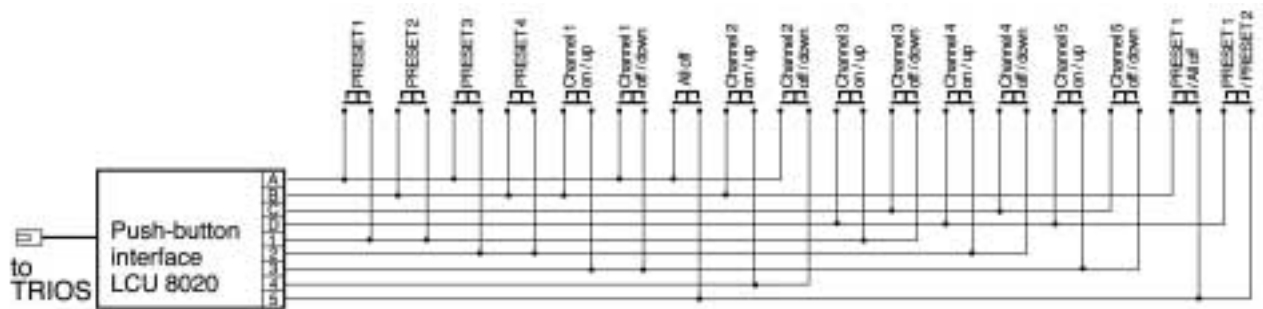 PRESET 1
PRESET 2
PRESET 3
PRESET 4
Channel 1
on / up
Channel 1
off / down
All off
Channel 2
on / up
Channel 2
off / down
Channel 3
on / up
Channel 3
off / down
Channel 4
on / up
Channel 4
off / down
Channel 5
on / up
Channel 5
off / down
PRESET 1
/ All off
PRESET 1
/ PRESET 2
A
B
C
D
1
2
3
4
5
Push-button
interface
LCU 8020
to
TRIOS